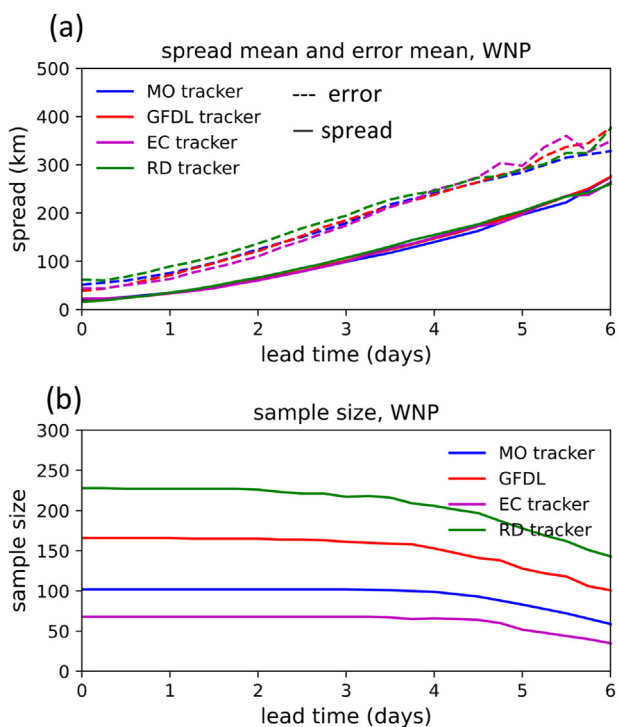 (a)
spread mean and error mean, WNP
500
400
300
200
100
0
spread (km)
MO tracker
GFDL tracker
EC tracker
RD tracker
error
spread
0 1 2 3 4 5 6
lead time (days)
(b)
sample size, WNP
300
250
200
150
100
50
0
sample size
MO tracker
GFDL
EC tracker
RD tracker
0 1 2 3 4 5 6
lead time (days)